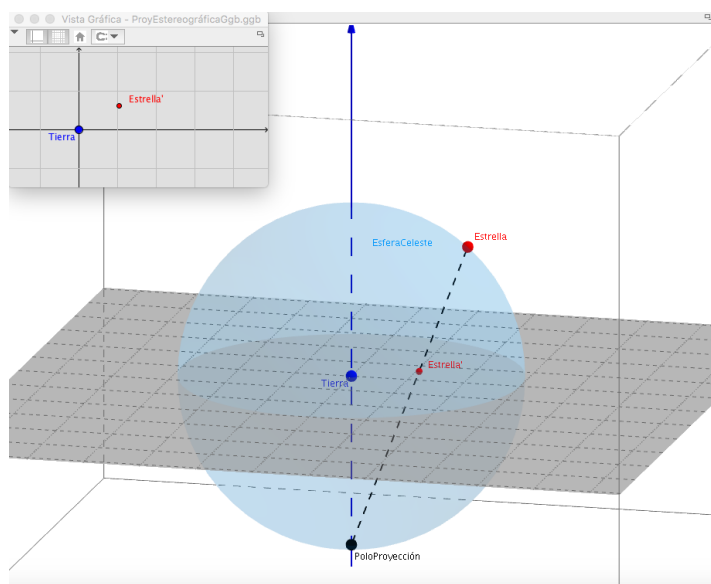 Vista Gráfica - ProyEstereográficaGgb.ggb
Estrella'
Tierra
EsferaCeleste
Estrella
Estrella'
Tierra
PoloProyección